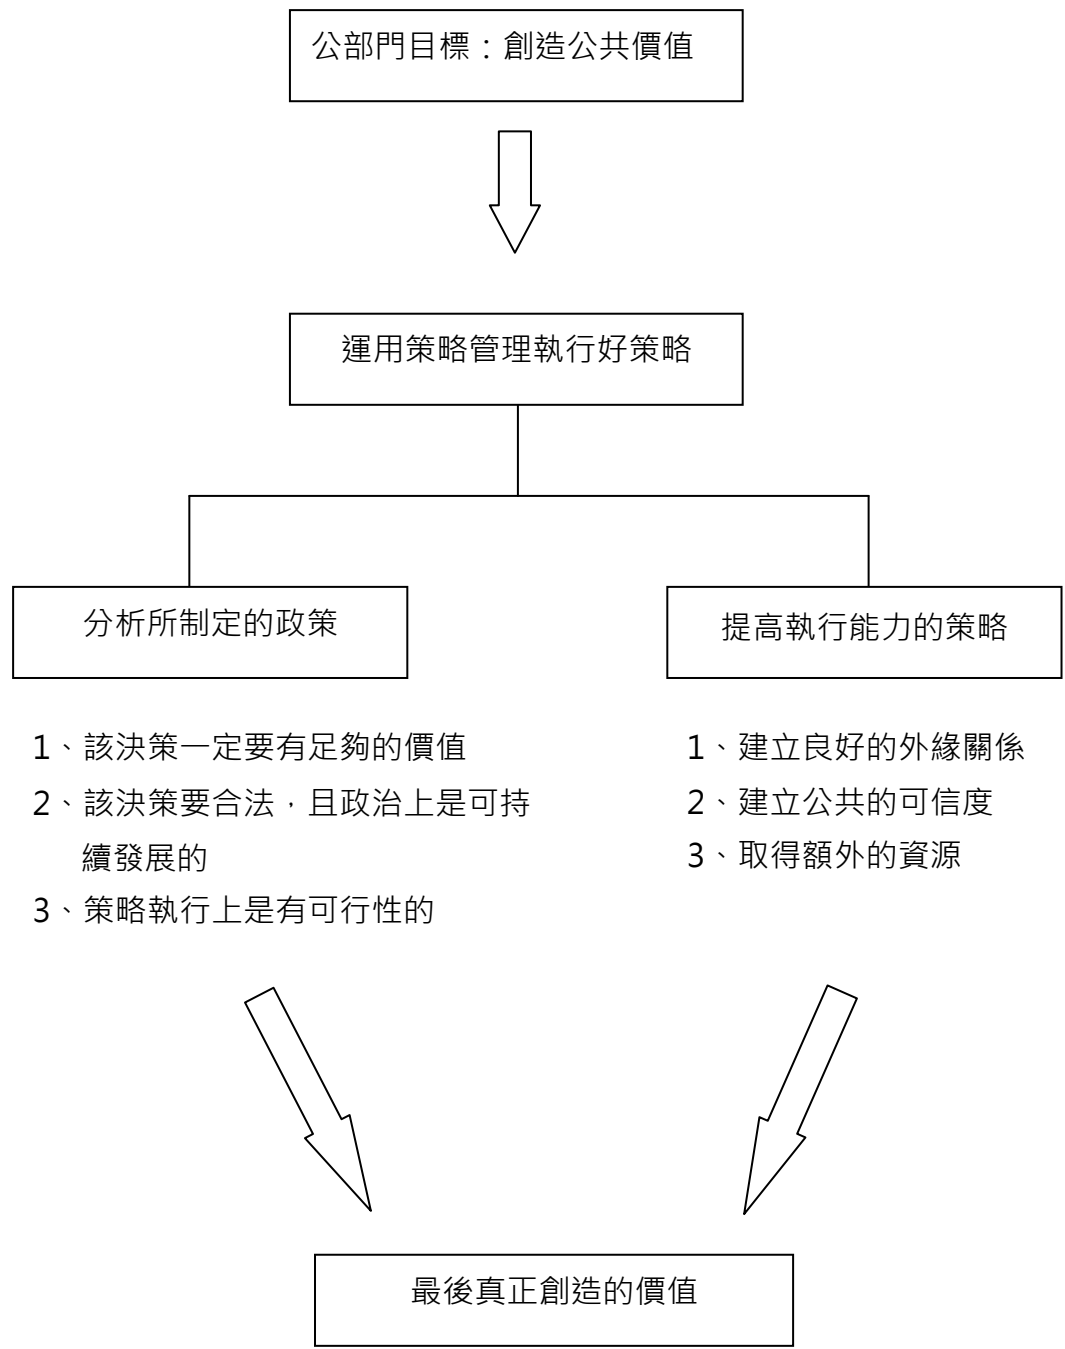 公部門目標：創造公共價值
運用策略管理執行好策略
分析所制定的政策
提高執行能力的策略
1、該決策一定要有足夠的價值
2、該決策要合法，且政治上是可持
續發展的
3、策略執行上是有可行性的
1、建立良好的外緣關係
2、建立公共的可信度
3、取得額外的資源
最後真正創造的價值